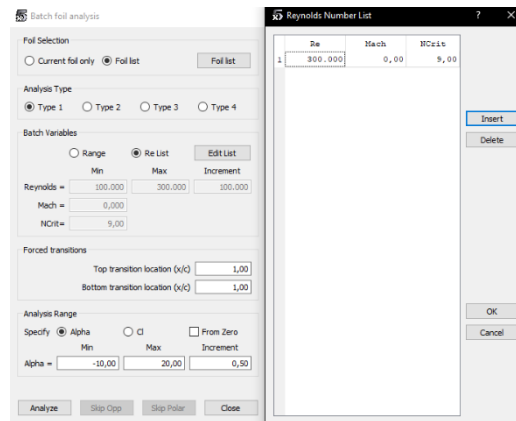 Batch foil analysis
Foil Selection
Current foil only Foil list Foil list
Analysis Type
Type 1 Type 2 Type 3 Type 4
Batch Variables
Range Re List Edit List
Min Max Increment
Reynolds = 100.000 300.000 100.000
Mach = 0,000
NCrit= 9,00
Forced transitions
Top transition location (x/c) 1,00
Bottom transition location (x/c) 1,00
Analysis Range
Specify Alpha Cl From Zero
Min Max Increment
Alpha = -10,00 20,00 0,50
Analyze Skip Opp Skip Polar Close
Reynolds Number List ? X
Re Mach NCrit
1 300.000 0,00 9,00
Insert
Delete
OK
Cancel